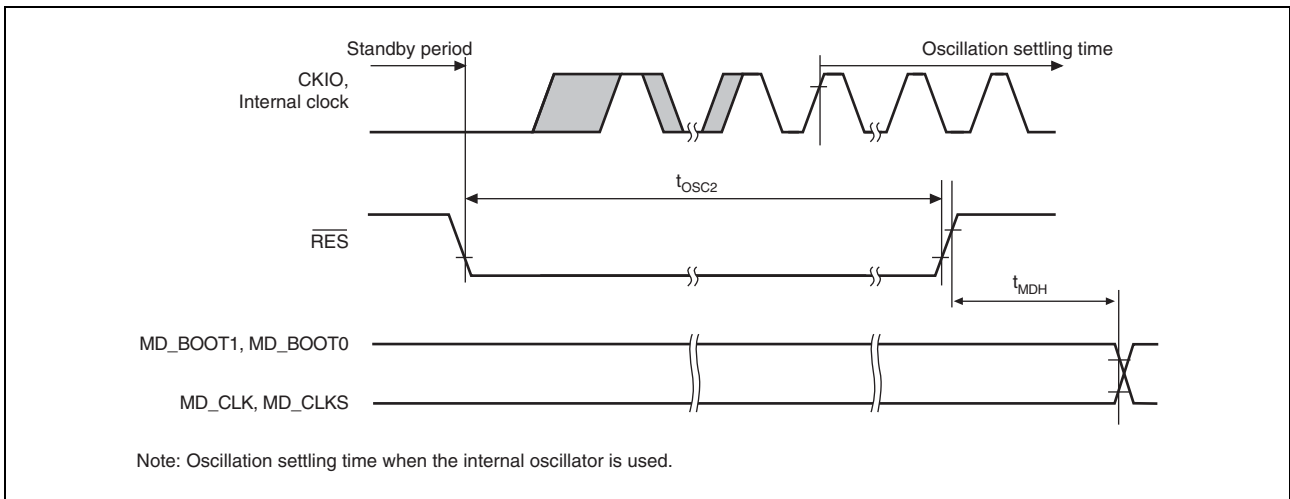 Standby period
Oscillation settling time
CKIO,
Internal clock
tOSC2
RES
tMDH
MD_BOOT1, MD_BOOT0
MD_CLK, MD_CLKS
Note: Oscillation settling time when the internal oscillator is used.